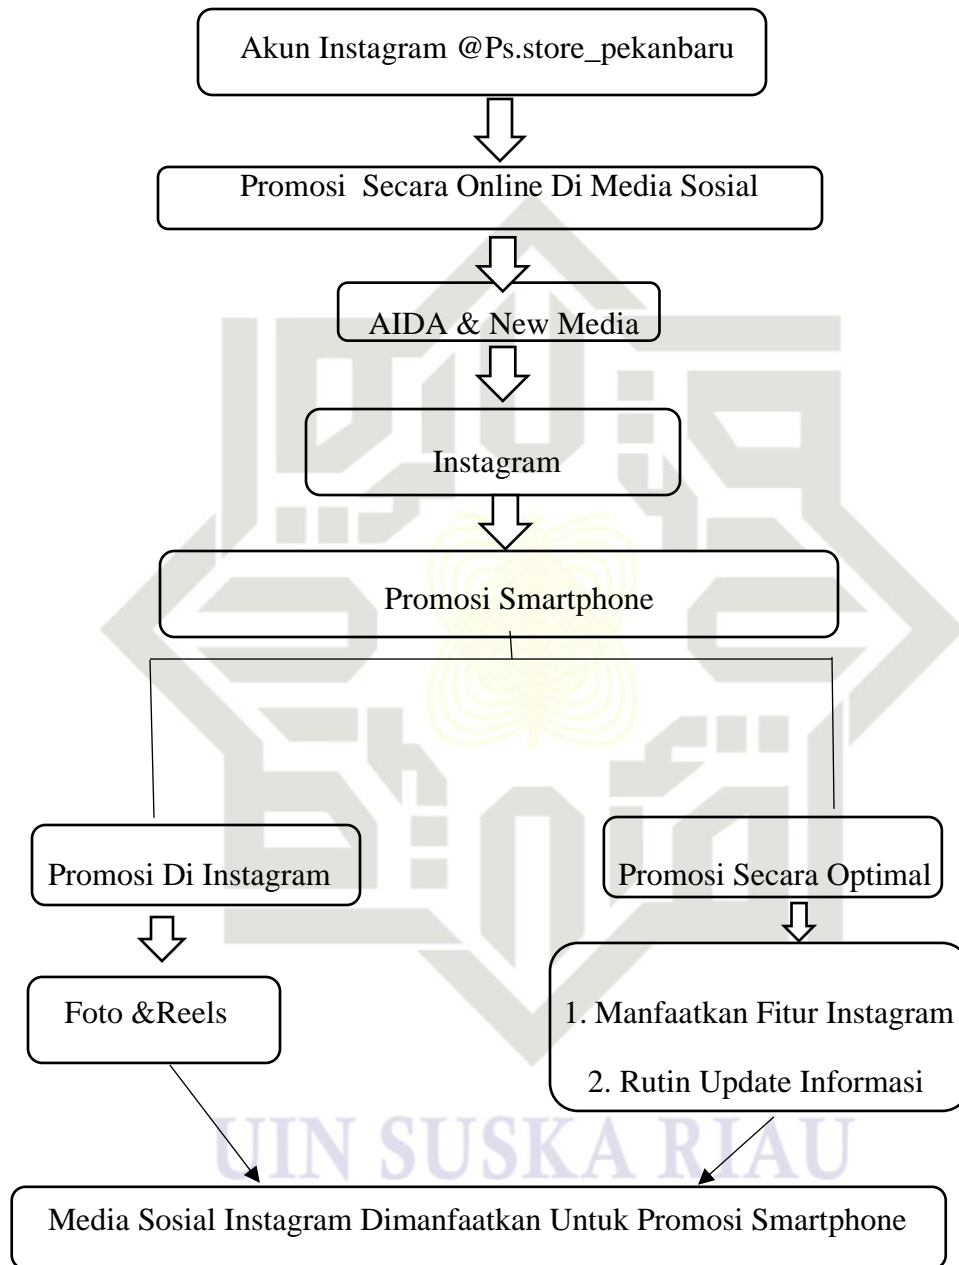 Akun Instagram @Ps.store_pekanbaru
Promosi Secara Online Di Media Sosial
AIDA & New Media
Instagram
Promosi Smartphone
Promosi Di Instagram
Promosi Secara Optimal
Foto &Reels
1. Manfaatkan Fitur Instagram
2. Rutin Update Informasi
UIN SUSKA RIAU
Media Sosial Instagram Dimanfaatkan Untuk Promosi Smartphone